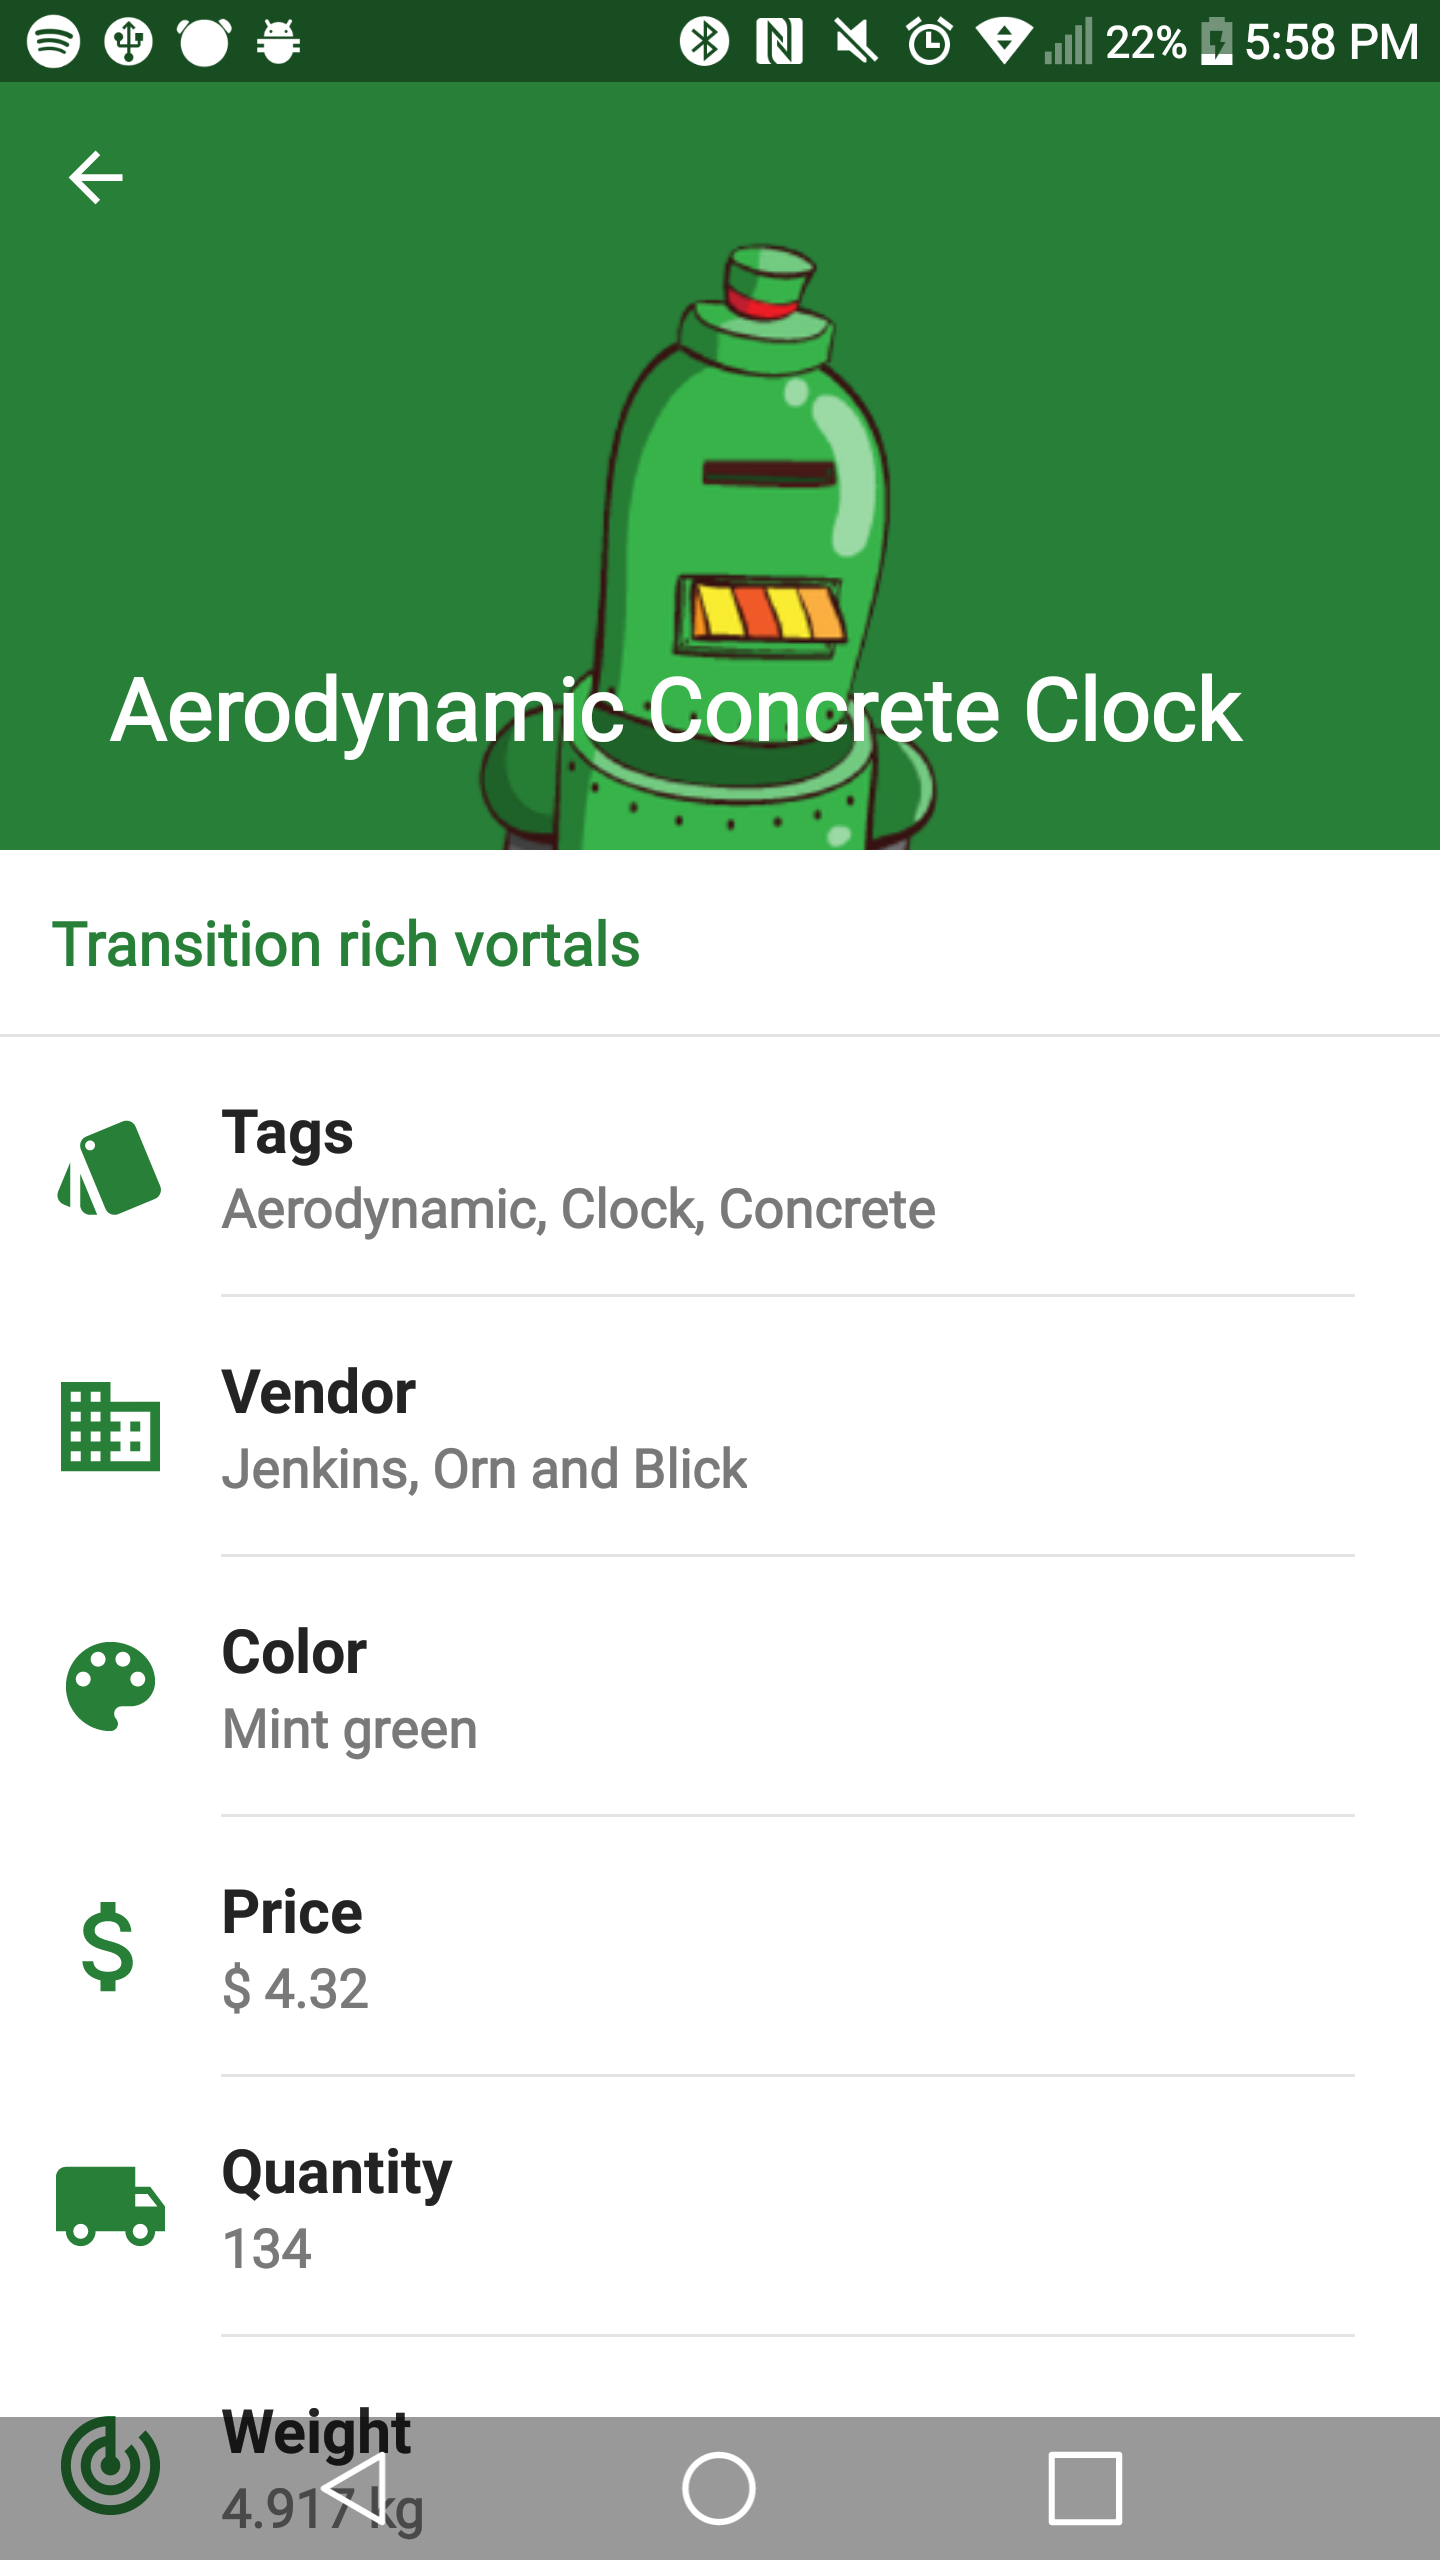 22% 5:58 PM
Aerodynamic Concrete Clock
Transition rich vortals
Tags
Aerodynamic, Clock, Concrete
Vendor
Jenkins, Orn and Blick
Color
Mint green
Price
$ 4.32
Quantity
134
Weight
4.917 kg